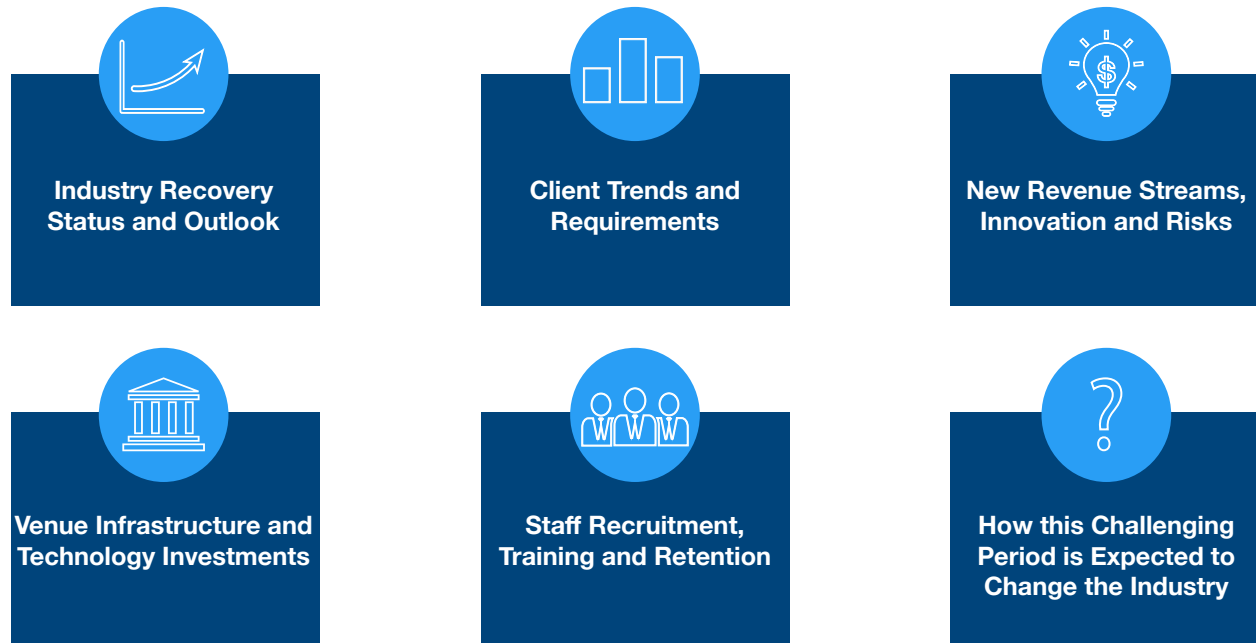 Industry Recovery
Status and Outlook
Client Trends and
Requirements
$
New Revenue Streams,
Innovation and Risks
Venue Infrastructure and
Technology Investments
Staff Recruitment,
Training and Retention
?
How this Challenging
Period is Expected to
Change the Industry